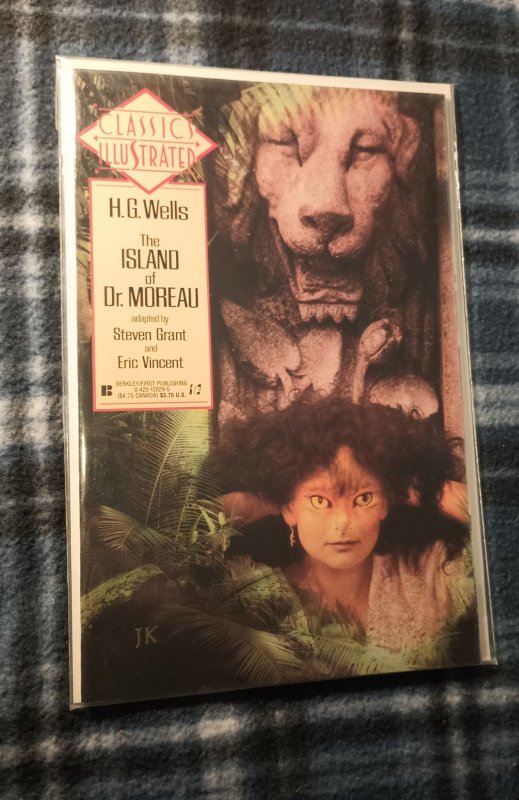 CLASSICS
ILLUSTRATED
H.G. Wells
The
ISLAND
of
Dr. MOREAU
adapted by
Steven Grant
and
Eric Vincent
BERKLEY/FIRST PUBLISHING
0-425-12029-5
($4.75 CANADA) $3.75 U.S.
JK